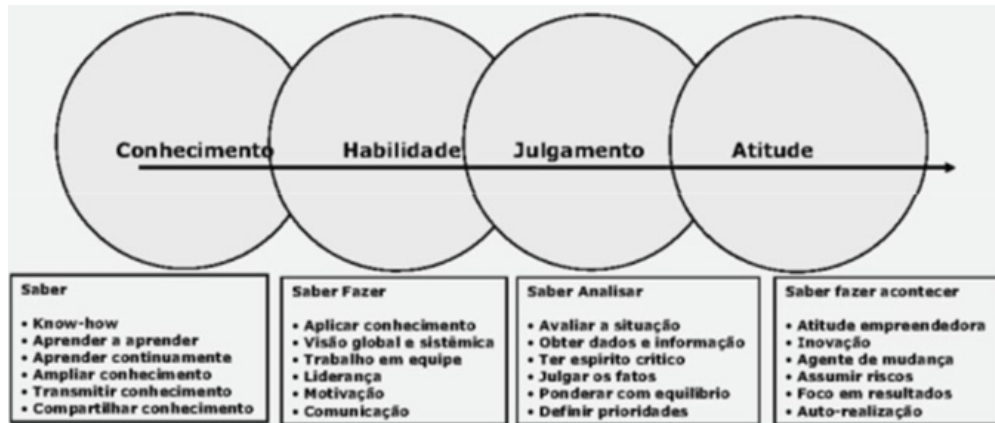 Conhecimento
Habilidade
Julgamento
Atitude
Saber
• Know-how
• Aprender a aprender
• Aprender continuamente
• Ampliar conhecimento
• Transmitir conhecimento
• Compartilhar conhecimento
Saber Fazer
• Aplicar conhecimento
• Visão global e sistêmica
• Trabalho em equipe
• Liderança
• Motivação
• Comunicação
Saber Analisar
• Avaliar a situação
• Obter dados e informação
• Ter espirito crítico
• Julgar os fatos
• Ponderar com equilibrio
• Definir prioridades
Saber fazer acontecer
• Atitude empreendedora
• Inovação
• Agente de mudança
• Assumir riscos
• Foco em resultados
• Auto-realização